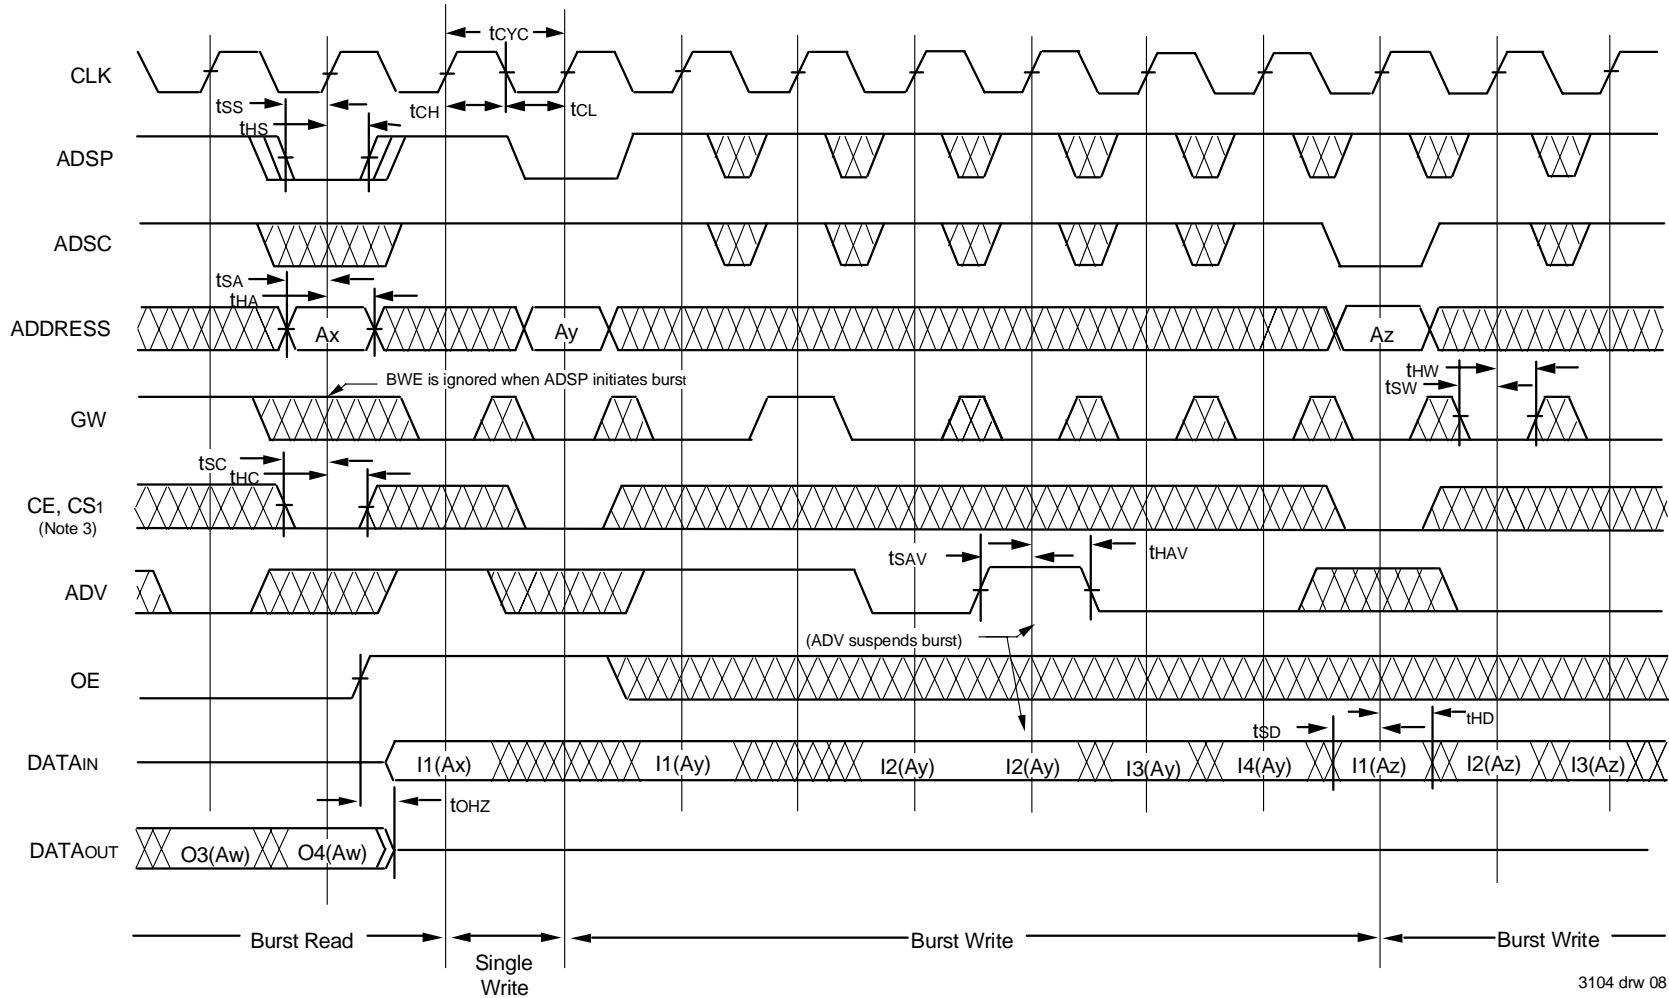 tCYC
CLK
tSS
tCH
tCL
tHS
ADSP
ADSC
tSA
tHA
ADDRESS
Ax
Ay
Az
BWE is ignored when ADSP initiates burst
tHW
tSW
GW
tSC
tHC
CE, CS1
(Note 3)
tSAV
tHAV
ADV
(ADV suspends burst)
OE
tSD
tHD
DATAIN
I1(Ax)
I1(Ay)
I2(Ay)
I2(Ay)
I3(Ay)
I4(Ay)
I1(Az)
I2(Az)
I3(Az)
tOHZ
DATAOUT
O3(Aw)
O4(Aw)
Burst Read
Single
Write
Burst Write
Burst Write
3104 drw 08